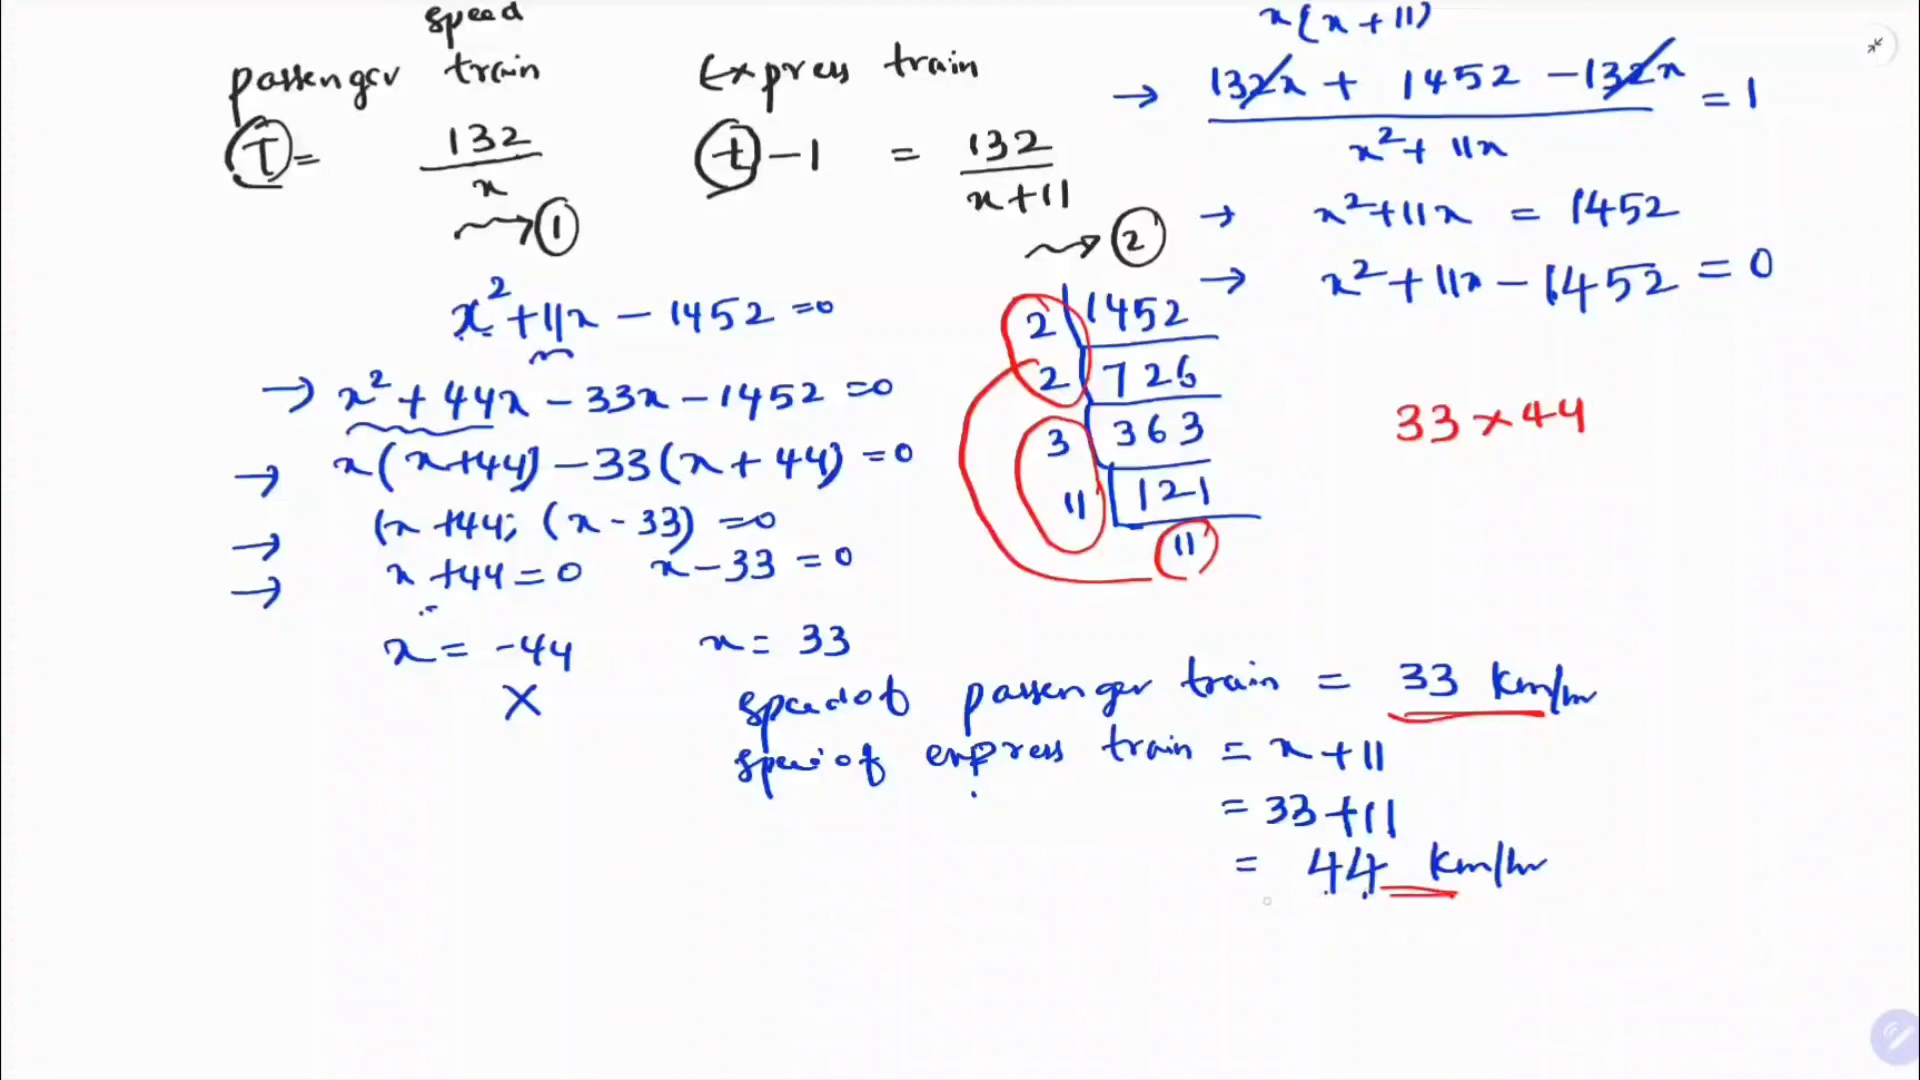 speed
passenger train
T = 132/x → ①
Express train
t - 1 = 132/x+11 → ②
x(x+11)
→ 132x + 1452 - 132x / x²+ 11x = 1
→ x²+11x = 1452
→ x²+11x - 1452 = 0
x²+11x - 1452 =0
→ x²+ 44x - 33x - 1452 =0
→ x(x+44) - 33(x+44) =0
→ (x+44) (x-33) =0
→ x+44=0 x-33 =0
x = -44 x = 33
X
2 | 1452
2 | 726
3 | 363
11 | 121
11
33 × 44
speed of passenger train = 33 km/hr
of express train = x+11
= 33+11
= 44 km/hr